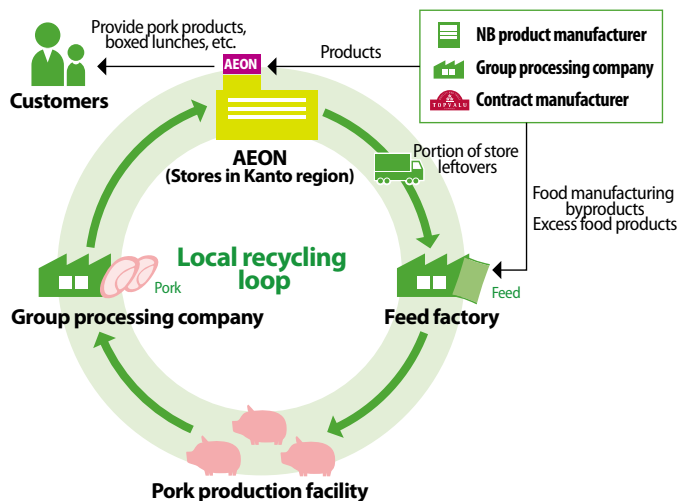 Provide pork products,
boxed lunches, etc.
Customers
AEON
Products
NB product manufacturer
Group processing company
TOPVALU
Contract manufacturer
AEON
(Stores in Kanto region)
Portion of store
leftovers
Food manufacturing
byproducts
Excess food products
Local recycling
loop
Pork
Group processing company
Feed
Feed factory
Pork production facility